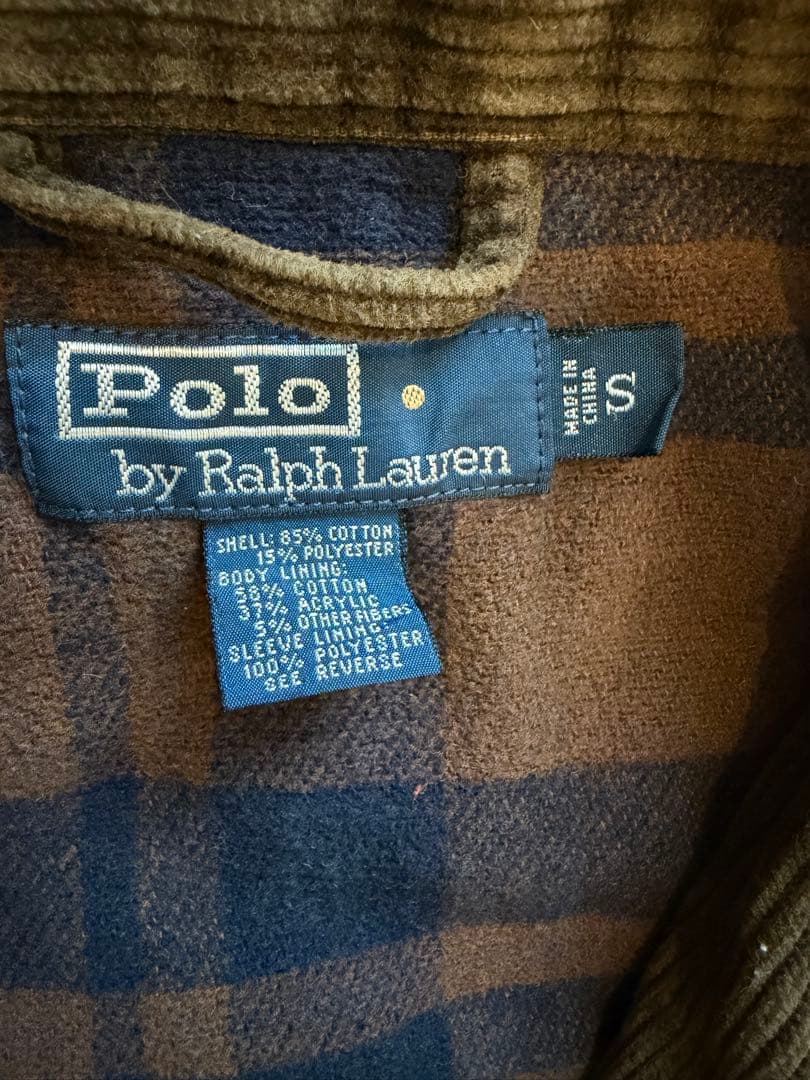 Polo
by Ralph Lauren
MADE IN
CHINA
S
SHELL: 85% COTTON
15% POLYESTER
BODY LINING:
58% COTTON
37% ACRYLIC
5% OTHER FIBERS
SLEEVE LINING:
100% POLYESTER
SEE REVERSE